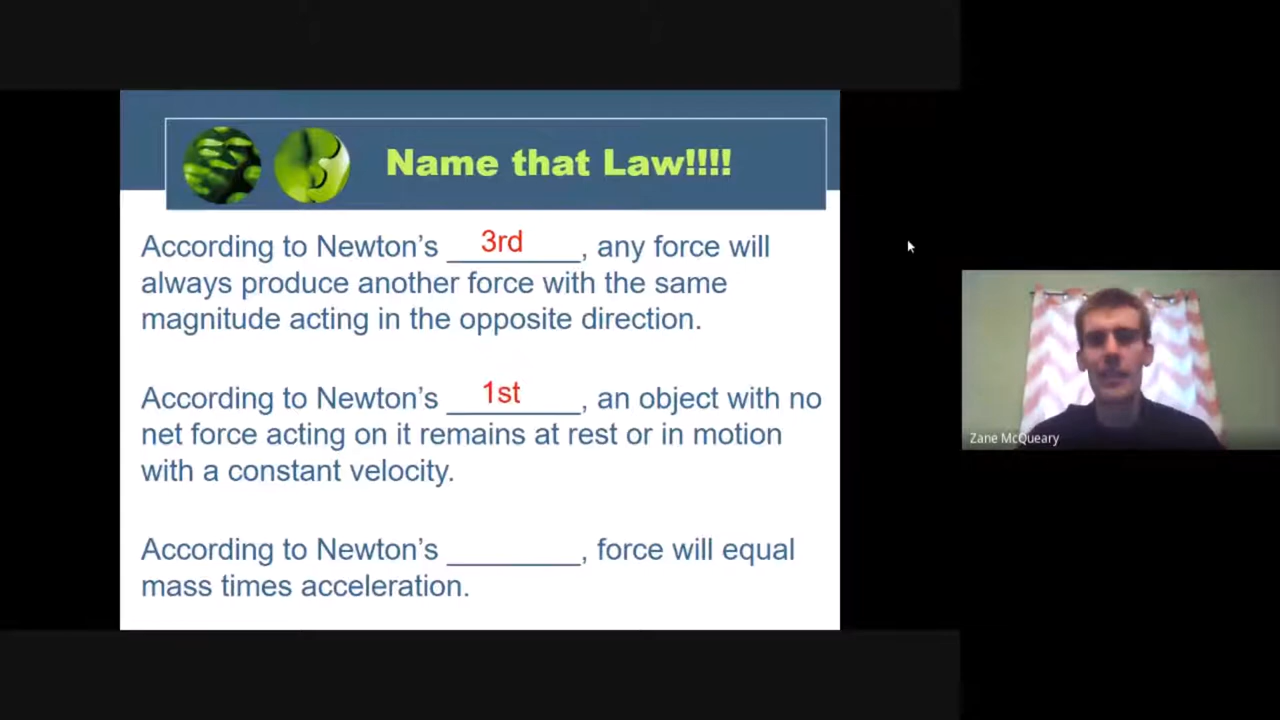 Name that Law!!!!
According to Newton’s 3rd, any force will
always produce another force with the same
magnitude acting in the opposite direction.
According to Newton’s 1st, an object with no
net force acting on it remains at rest or in motion
with a constant velocity.
According to Newton’s ________, force will equal
mass times acceleration.
Zane McQueary